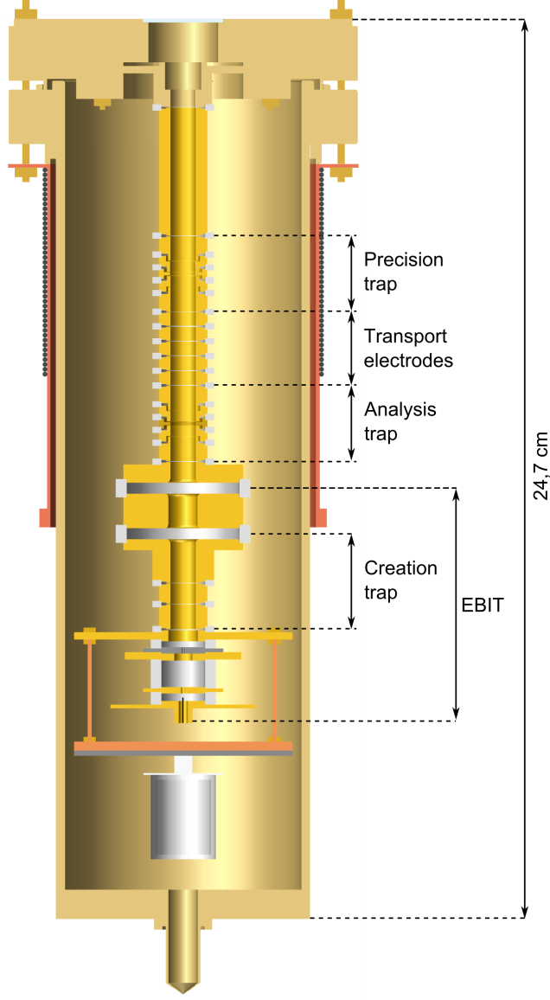 Precision
trap
Transport
electrodes
Analysis
trap
24,7 cm
Creation
trap
EBIT